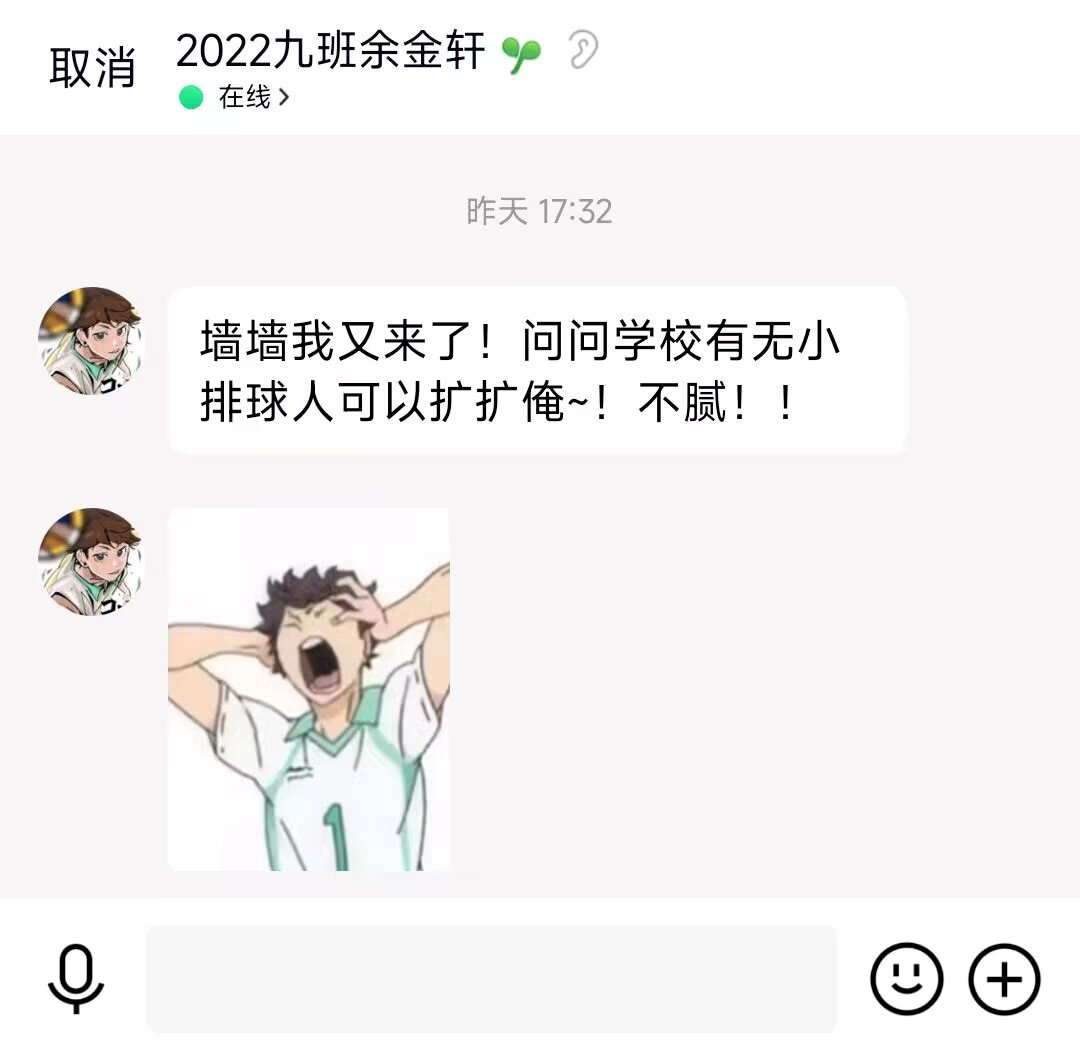 取消
2022九班余金轩
在线
昨天 17:32
墙墙我又来了！问问学校有无小
排球人可以扩扩俺~！不腻！！
1